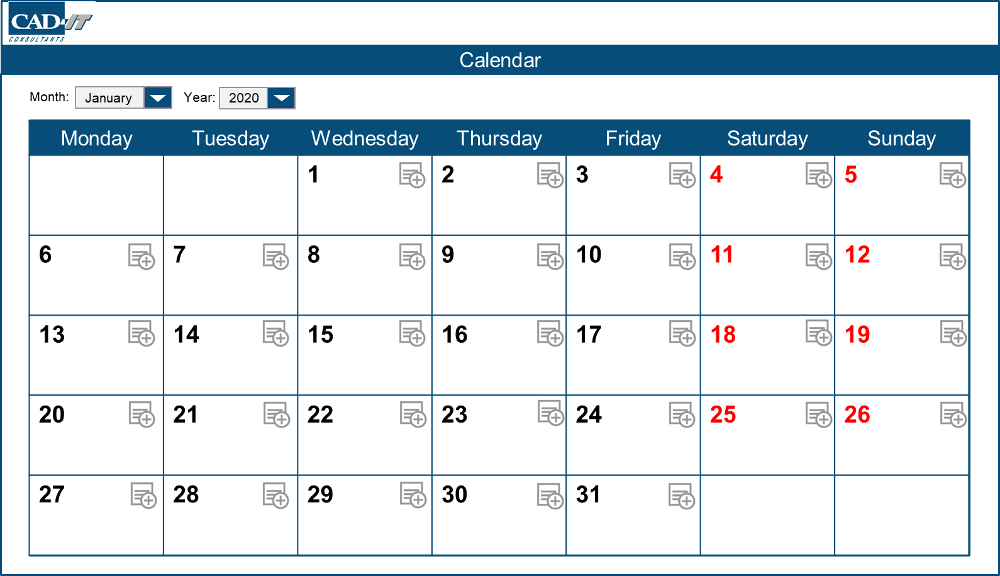 CAD-IT
CONSULTANTS
Calendar
Month: January Year: 2020
Monday Tuesday Wednesday Thursday Friday Saturday Sunday
1 2 3 4 5
6 7 8 9 10 11 12
13 14 15 16 17 18 19
20 21 22 23 24 25 26
27 28 29 30 31